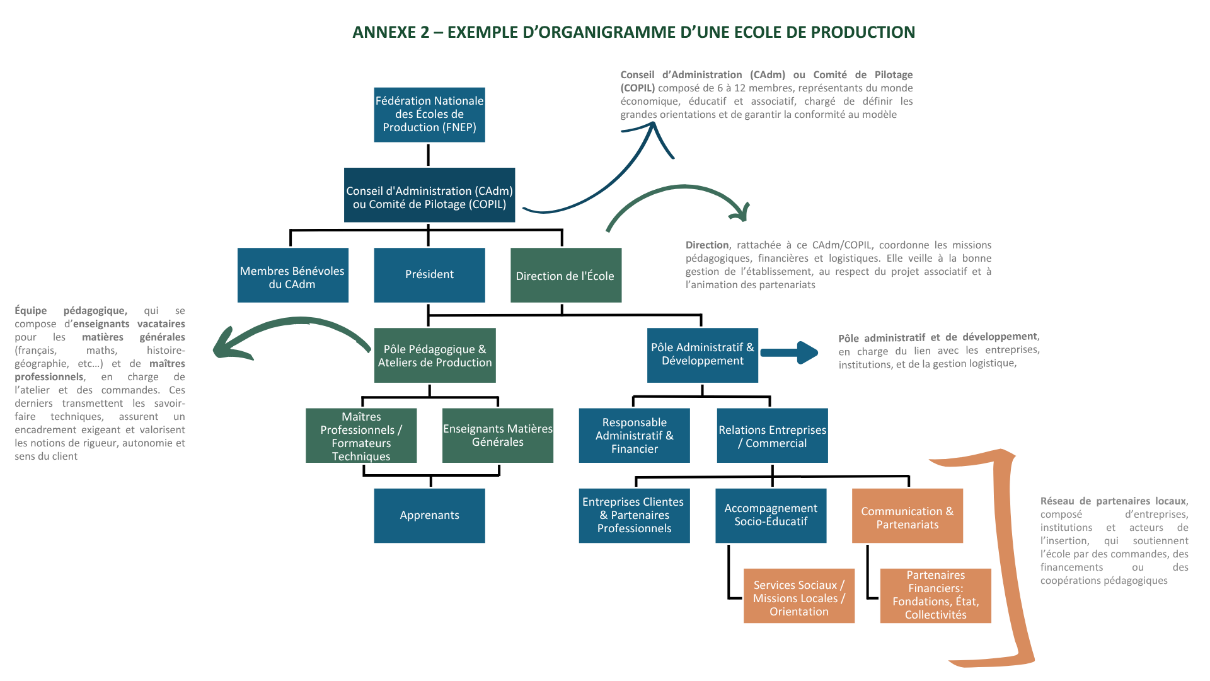 ANNEXE 2 – EXEMPLE D'ORGANIGRAMME D'UNE ECOLE DE PRODUCTION
Conseil d'Administration (CAdm) ou Comité de Pilotage
(COPIL) composé de 6 à 12 membres, représentants du monde
économique, éducatif et associatif, chargé de définir les
grandes orientations et de garantir la conformité au modèle
Fédération Nationale
des Écoles de
Production (FNEP)
Conseil d'Administration (CAdm)
ou Comité de Pilotage (COPIL)
Membres Bénévoles
du CAdm
Président
Direction de l'École
Direction, rattachée à ce CAdm/COPIL, coordonne les missions
pédagogiques, financières et logistiques. Elle veille à la bonne
gestion de l'établissement, au respect du projet associatif et à
l'animation des partenariats
Équipe pédagogique, qui se
compose d'enseignants vacataires
pour les matières générales
(français, maths, histoire-
géographie, etc...) et de maîtres
professionnels, en charge de
l'atelier et des commandes. Ces
derniers transmettent les savoir-
faire techniques, assurent un
encadrement exigeant et valorisent
les notions de rigueur, autonomie et
sens du client
Pôle Pédagogique &
Ateliers de Production
Pôle Administratif &
Développement
Pôle administratif et de développement,
en charge du lien avec les entreprises,
institutions, et de la gestion logistique,
Maîtres
Professionnels /
Formateurs
Techniques
Enseignants Matières
Générales
Responsable
Administratif &
Financier
Relations Entreprises
/ Commercial
Apprenants
Entreprises Clientes
& Partenaires
Professionnels
Accompagnement
Socio-Éducatif
Communication &
Partenariats
Services Sociaux /
Missions Locales /
Orientation
Partenaires
Financiers:
Fondations, État,
Collectivités
Réseau de partenaires locaux,
composé d'entreprises,
institutions et acteurs de
l'insertion, qui soutiennent
l'école par des commandes, des
financements ou des
coopérations pédagogiques